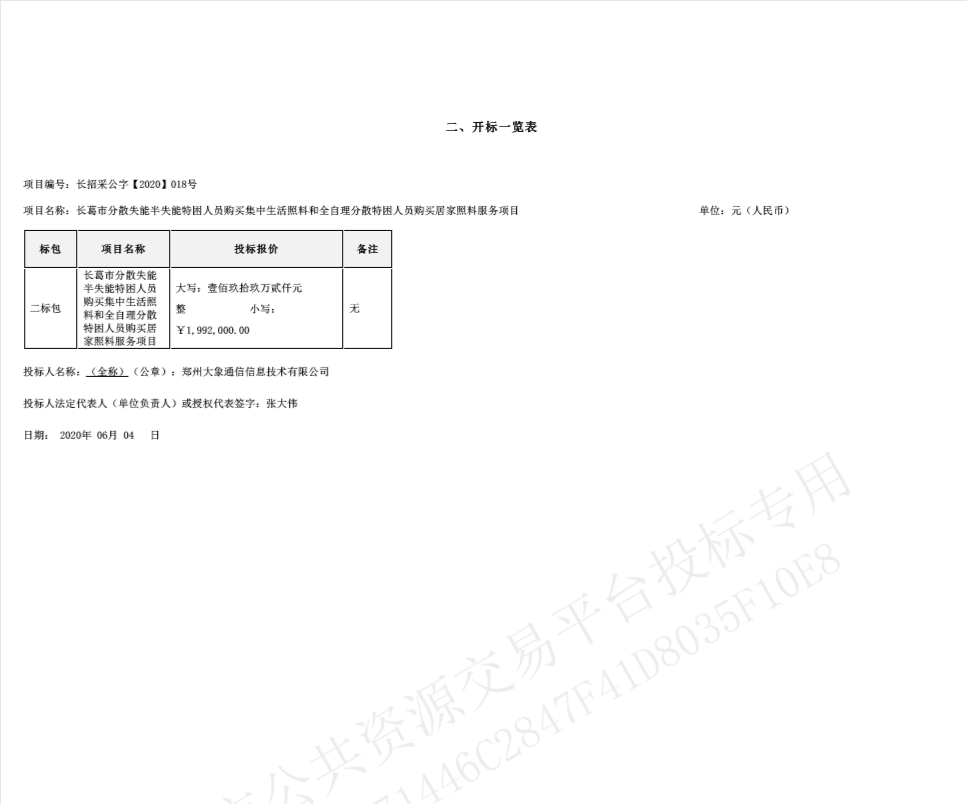 二、开标一览表
项目编号：长招采公字【2020】018号
项目名称：长葛市分散失能半失能特困人员购买集中生活照料和全自理分散特困人员购买居家照料服务项目 单位：元（人民币）
标包 项目名称 投标报价 备注
二标包
长葛市分散失能
半失能特困人员
购买集中生活照
料和全自理分散
特困人员购买居
家照料服务项目
大写：壹佰玖拾玖万贰仟元
整 小写：
￥1,992,000.00
无
投标人名称：（全称）（公章）：郑州大象通信信息技术有限公司
投标人法定代表人（单位负责人）或授权代表签字：张大伟
日期： 2020年 06月 04 日
公共资源交易平台投标专用
71446C2847F41D8035F10E8